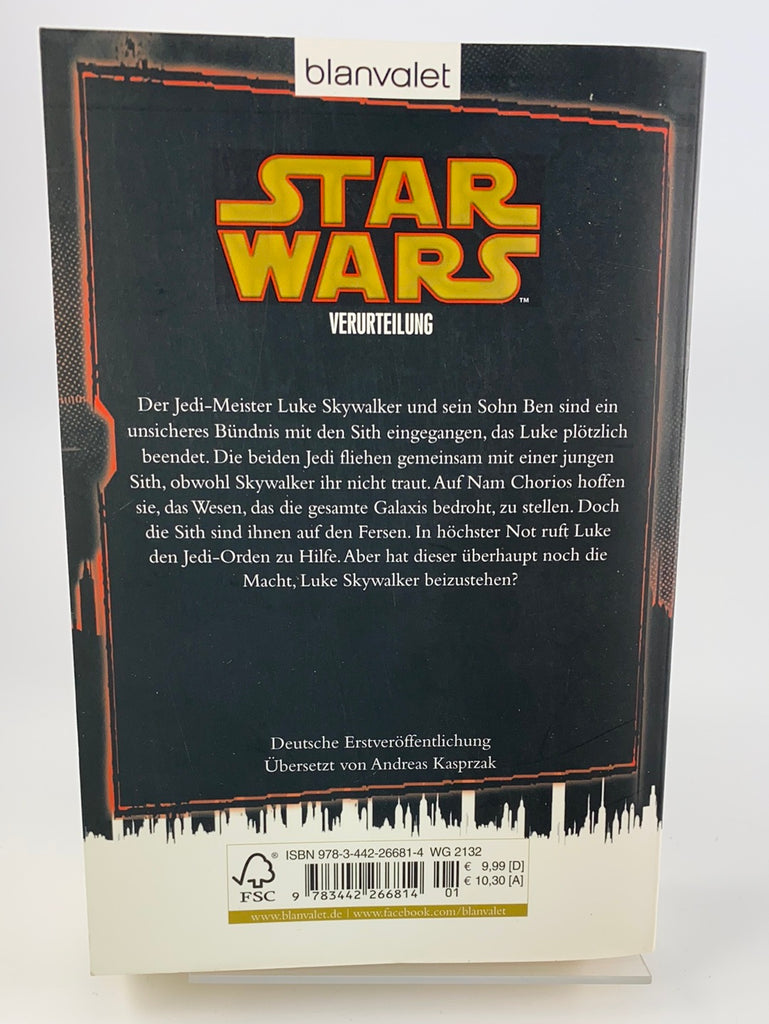 blanvalet
STAR
WARS
™
VERURTEILUNG
Der Jedi-Meister Luke Skywalker und sein Sohn Ben sind ein
unsicheres Bündnis mit den Sith eingegangen, das Luke plötzlich
beendet. Die beiden Jedi fliehen gemeinsam mit einer jungen
Sith, obwohl Skywalker ihr nicht traut. Auf Nam Chorios hoffen
sie, das Wesen, das die gesamte Galaxis bedroht, zu stellen. Doch
die Sith sind ihnen auf den Fersen. In höchster Not ruft Luke
den Jedi-Orden zu Hilfe. Aber hat dieser überhaupt noch die
Macht, Luke Skywalker beizustehen?
Deutsche Erstveröffentlichung
Übersetzt von Andreas Kasprzak
ISBN 978-3-442-26681-4 WG 2132
€ 9,99 [D]
€ 10,30 [A]
® FSC
9 783442 266814 01
www.blanvalet.de | www.facebook.com/blanvalet